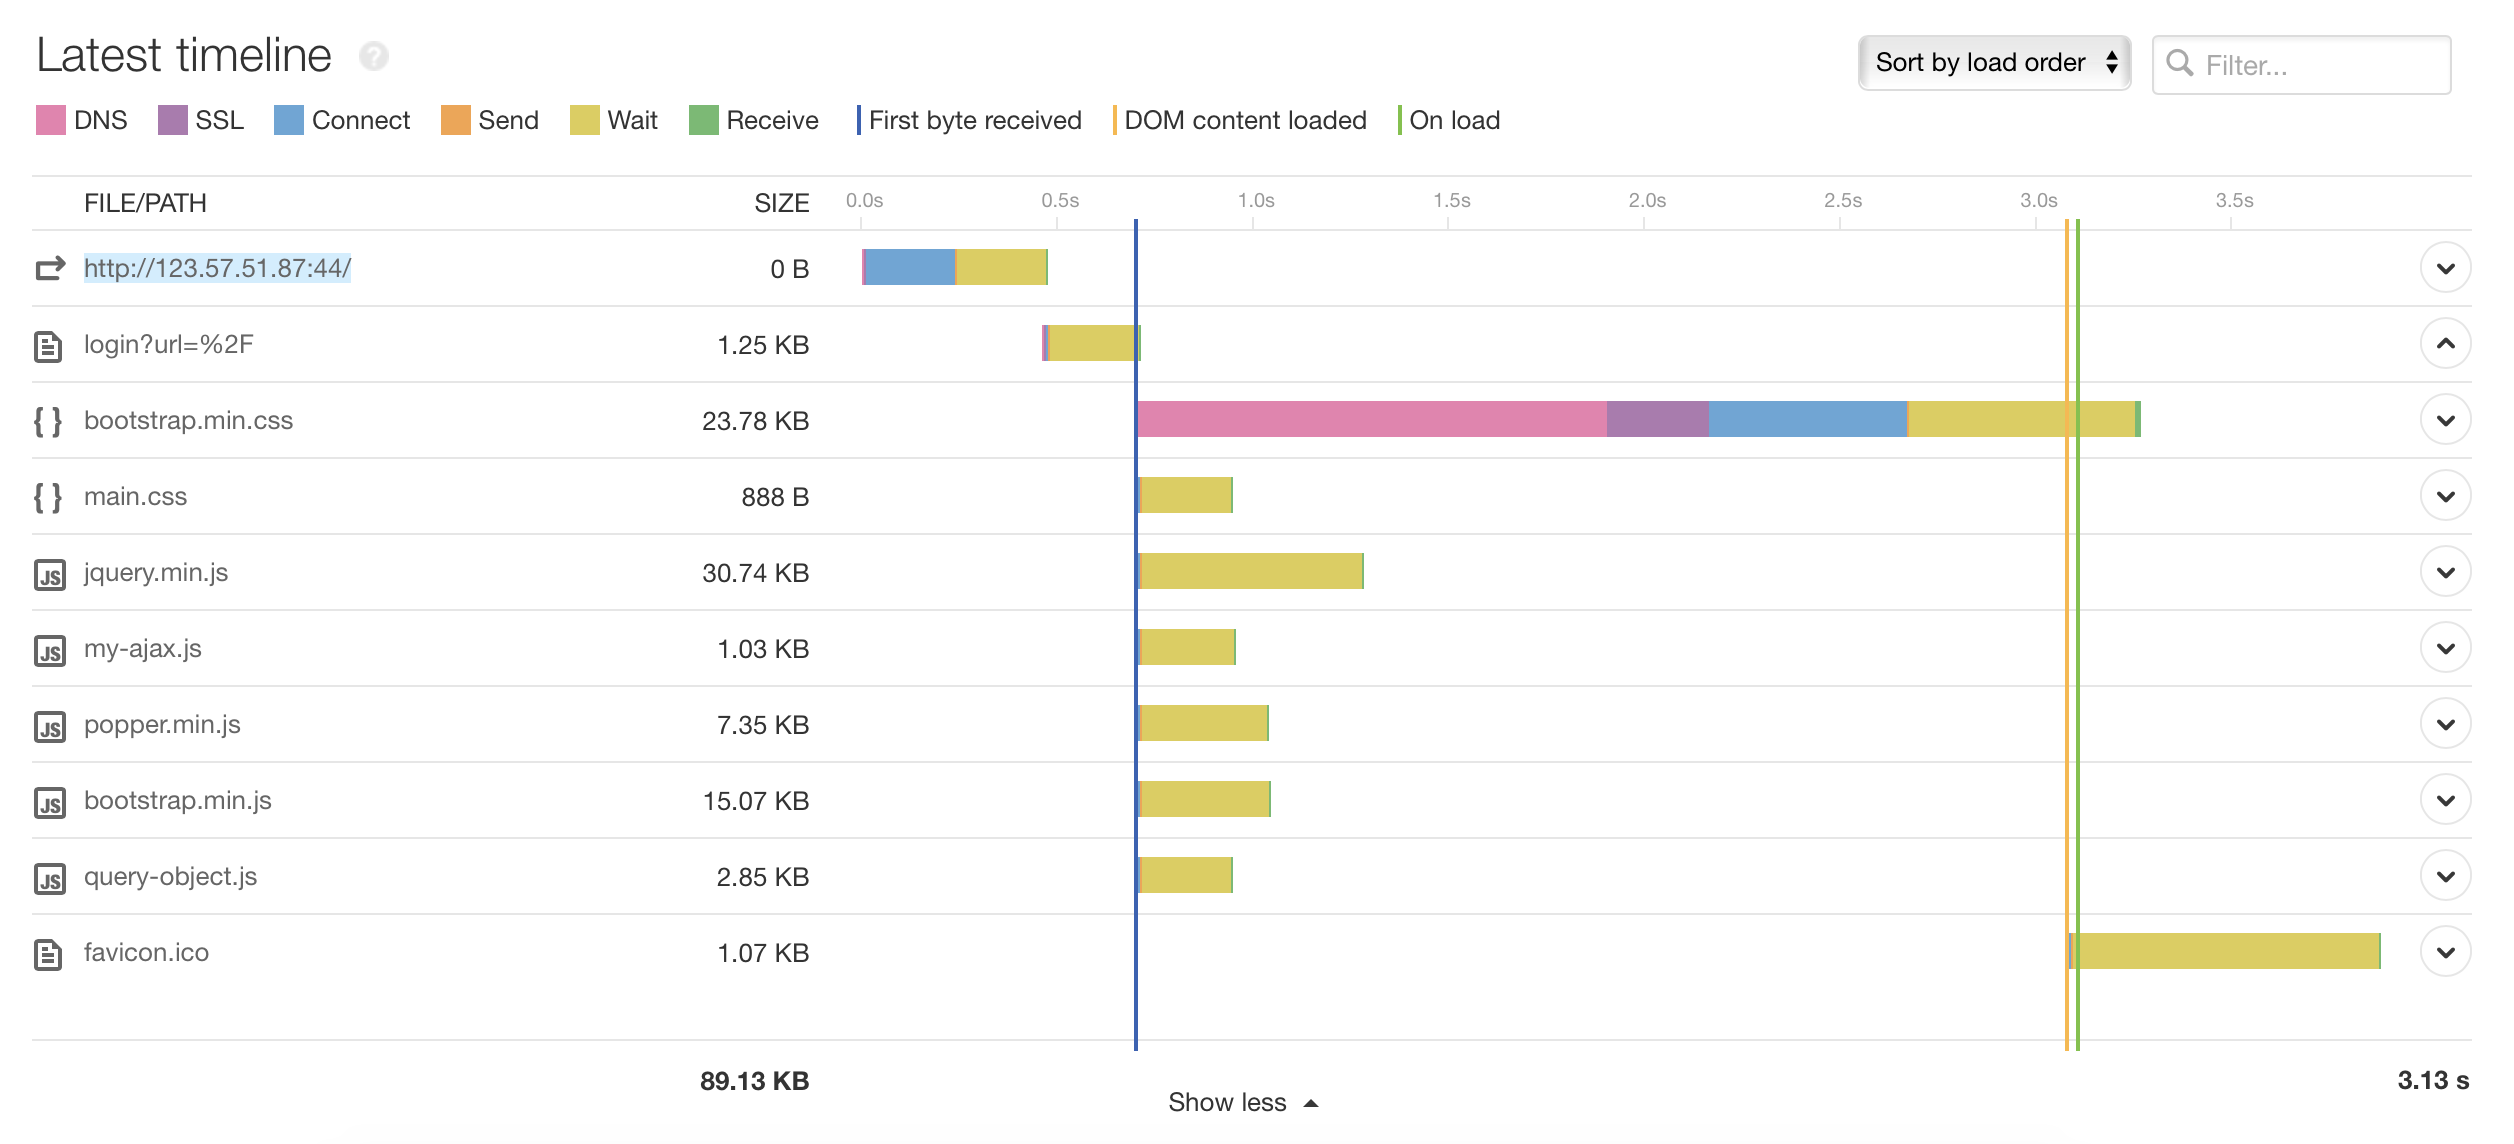 Latest timeline ?
Sort by load order
Filter...
DNS SSL Connect Send Wait Receive First byte received DOM content loaded On load
FILE/PATH SIZE 0.0s 0.5s 1.0s 1.5s 2.0s 2.5s 3.0s 3.5s
http://123.57.51.87:44/ 0 B
login?url=%2F 1.25 KB
{ } bootstrap.min.css 23.78 KB
{ } main.css 888 B
JS jquery.min.js 30.74 KB
JS my-ajax.js 1.03 KB
JS popper.min.js 7.35 KB
JS bootstrap.min.js 15.07 KB
JS query-object.js 2.85 KB
favicon.ico 1.07 KB
89.13 KB 3.13 s
Show less